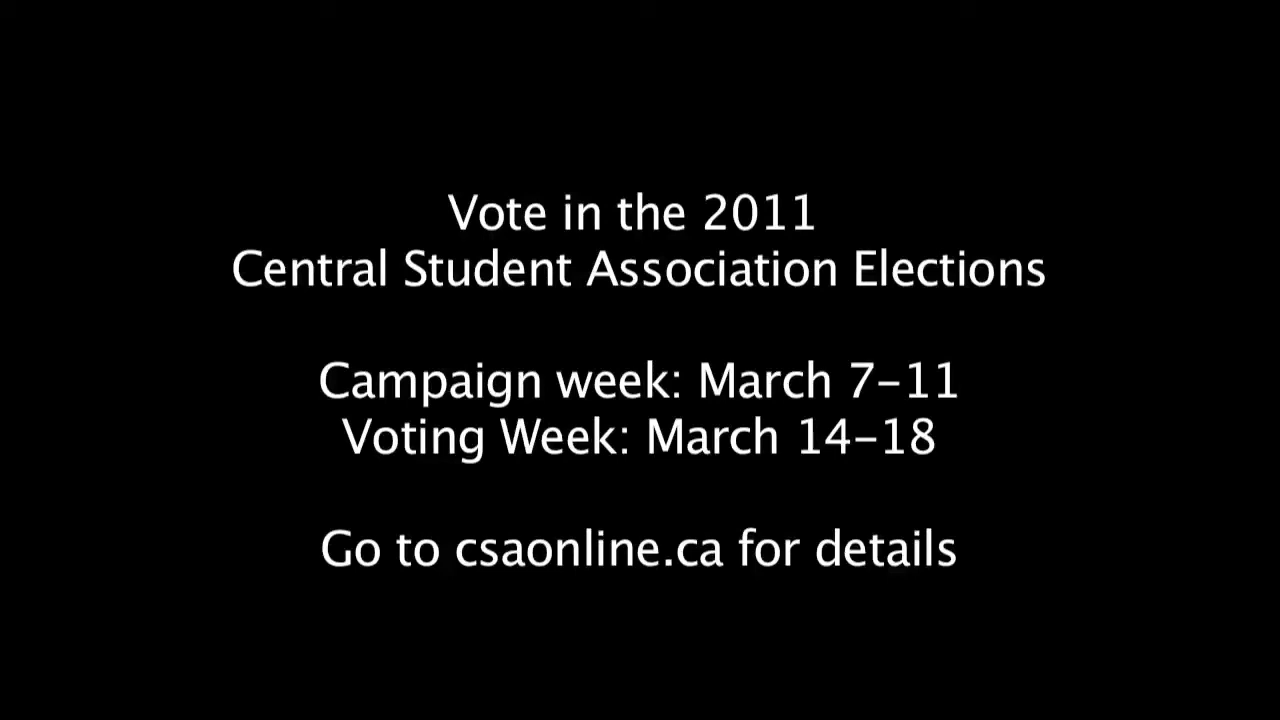 Vote in the 2011
Central Student Association Elections
Campaign week: March 7-11
Voting Week: March 14-18
Go to csaonline.ca for details